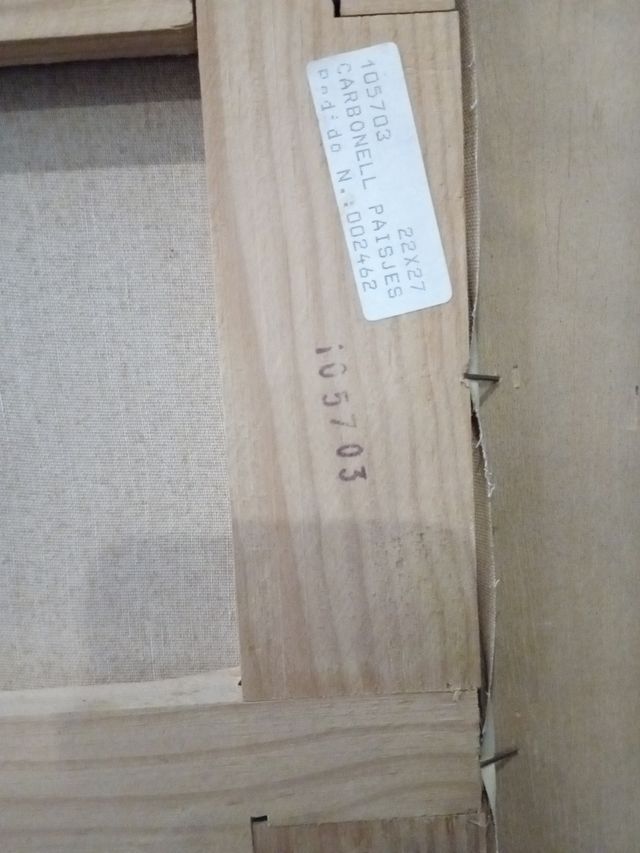 105703 22X27
CARBONELL PAISJES
Pedido N.:002462
105703